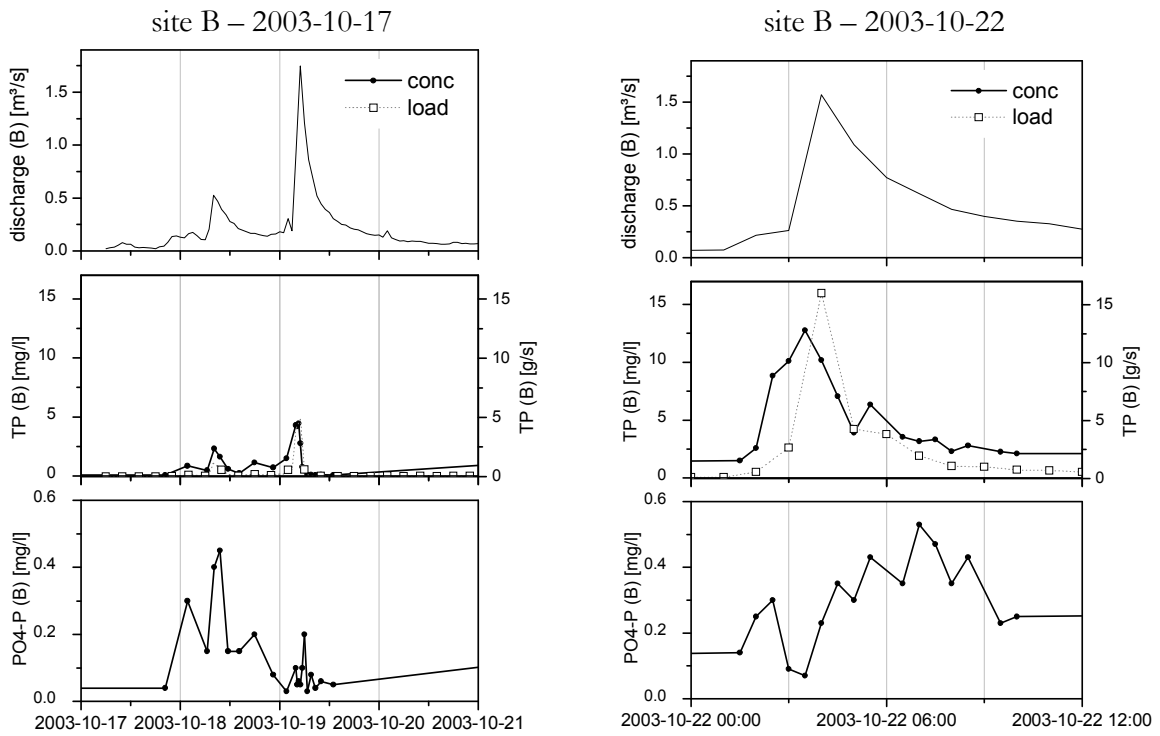 site B – 2003-10-17
conc
load
discharge (B) [m³/s]
1.5
1.0
0.5
0.0
TP (B) [mg/l]
15
10
5
0
15
10
5
0
TP (B) [g/s]
PO4-P (B) [mg/l]
0.6
0.4
0.2
0.0
2003-10-17 2003-10-18 2003-10-19 2003-10-20 2003-10-21
site B – 2003-10-22
conc
load
discharge (B) [m³/s]
1.5
1.0
0.5
0.0
TP (B) [mg/l]
15
10
5
0
15
10
5
0
TP (B) [g/s]
PO4-P (B) [mg/l]
0.6
0.4
0.2
0.0
2003-10-22 00:00 2003-10-22 06:00 2003-10-22 12:00